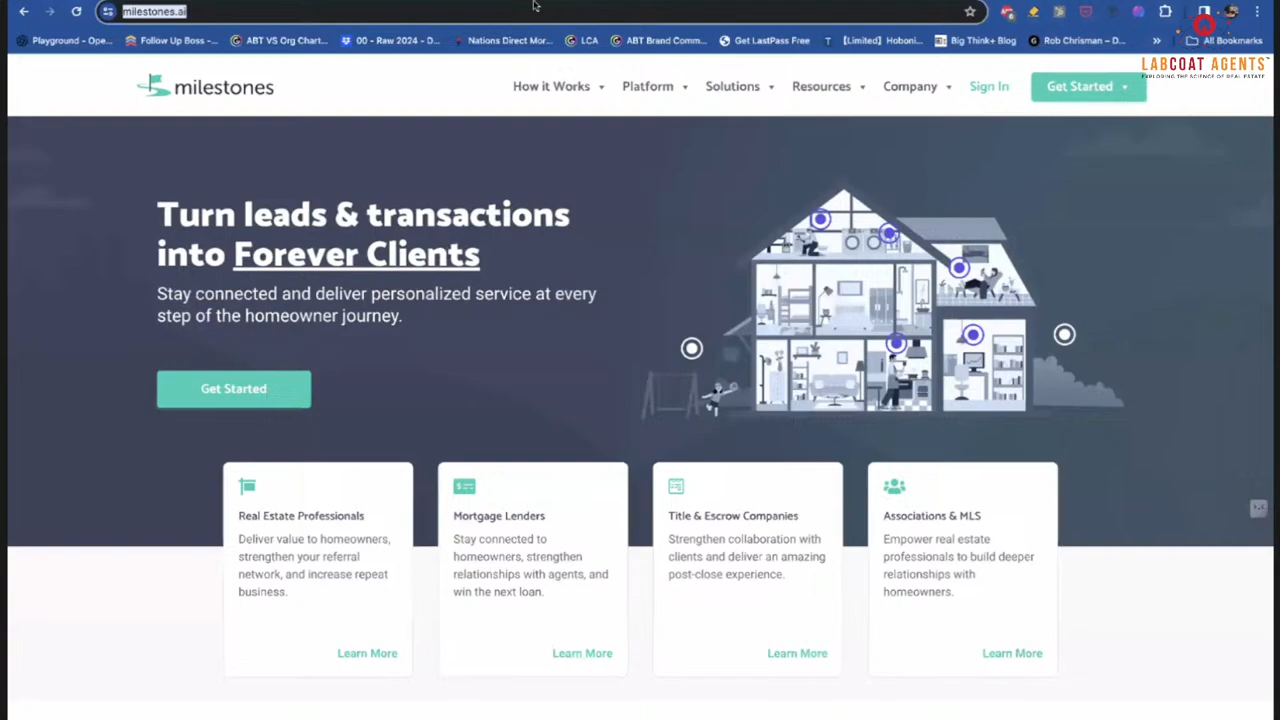 milestones.ai
Playground - Ope...
Follow Up Boss -...
ABT VS Org Chart...
00 - Raw 2024 - D...
Nations Direct Mor...
LCA
ABT Brand Comm...
Get LastPass Free
[Limited] Hoboni...
Big Think+ Blog
Rob Chrisman – D...
»
All Bookmarks
LABCOAT AGENTS
EXPLORING THE SCIENCE OF REAL ESTATE
milestones
How it Works
Platform
Solutions
Resources
Company
Sign In
Get Started
Turn leads & transactions
into Forever Clients
Stay connected and deliver personalized service at every
step of the homeowner journey.
Get Started
Real Estate Professionals
Deliver value to homeowners,
strengthen your referral
network, and increase repeat
business.
Learn More
Mortgage Lenders
Stay connected to
homeowners, strengthen
relationships with agents, and
win the next loan.
Learn More
Title & Escrow Companies
Strengthen collaboration with
clients and deliver an amazing
post-close experience.
Learn More
Associations & MLS
Empower real estate
professionals to build deeper
relationships with
homeowners.
Learn More